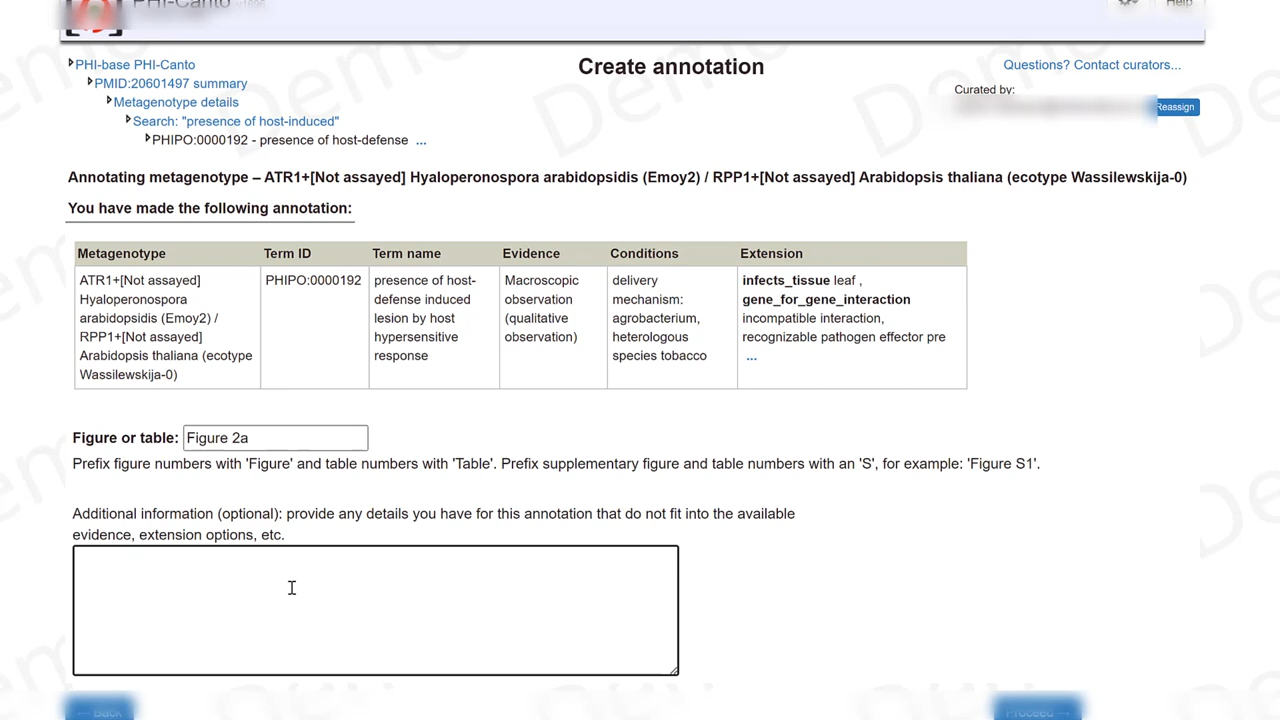 PHI-Canto v1696
Help
PHI-base PHI-Canto
Create annotation
Questions? Contact curators...
PMID:20601497 summary
Curated by:
Metagenotype details
Reassign
Search: "presence of host-induced"
PHIPO:0000192 - presence of host-defense ...
Annotating metagenotype – ATR1+[Not assayed] Hyaloperonospora arabidopsidis (Emoy2) / RPP1+[Not assayed] Arabidopsis thaliana (ecotype Wassilewskija-0)
You have made the following annotation:
Metagenotype Term ID Term name Evidence Conditions Extension
ATR1+[Not assayed] PHIPO:0000192 presence of host- Macroscopic delivery infects_tissue leaf ,
Hyaloperonospora defense induced observation mechanism: gene_for_gene_interaction
arabidopsidis (Emoy2) / lesion by host (qualitative agrobacterium, incompatible interaction,
RPP1+[Not assayed] hypersensitive observation) heterologous recognizable pathogen effector pre
Arabidopsis thaliana (ecotype response species tobacco ...
Wassilewskija-0)
Figure or table: Figure 2a
Prefix figure numbers with 'Figure' and table numbers with 'Table'. Prefix supplementary figure and table numbers with an 'S', for example: 'Figure S1'.
Additional information (optional): provide any details you have for this annotation that do not fit into the available
evidence, extension options, etc.
← Back
Proceed →